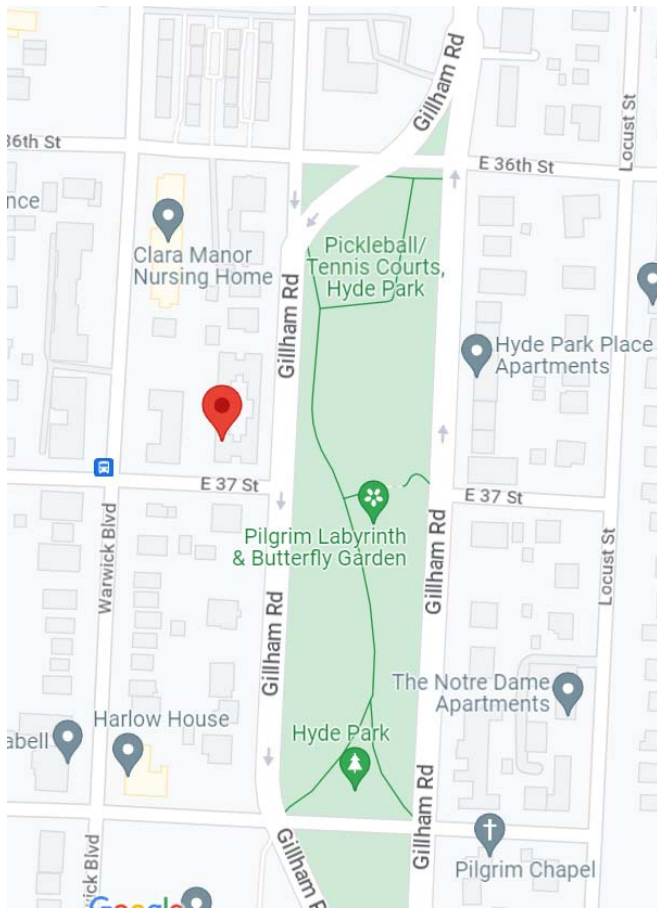 Gillham Rd
Locust St
36th St
E 36th St
nce
Clara Manor
Nursing Home
Pickleball/
Tennis Courts,
Hyde Park
Gillham Rd
Hyde Park Place
Apartments
E 37 St
E 37 St
Pilgrim Labyrinth
& Butterfly Garden
Warwick Blvd
Gillham Rd
Locust St
Gillham Rd
The Notre Dame
Apartments
Harlow House
abell
Hyde Park
Gillham Rd
Gillham R
Pilgrim Chapel
wick Blvd
Google